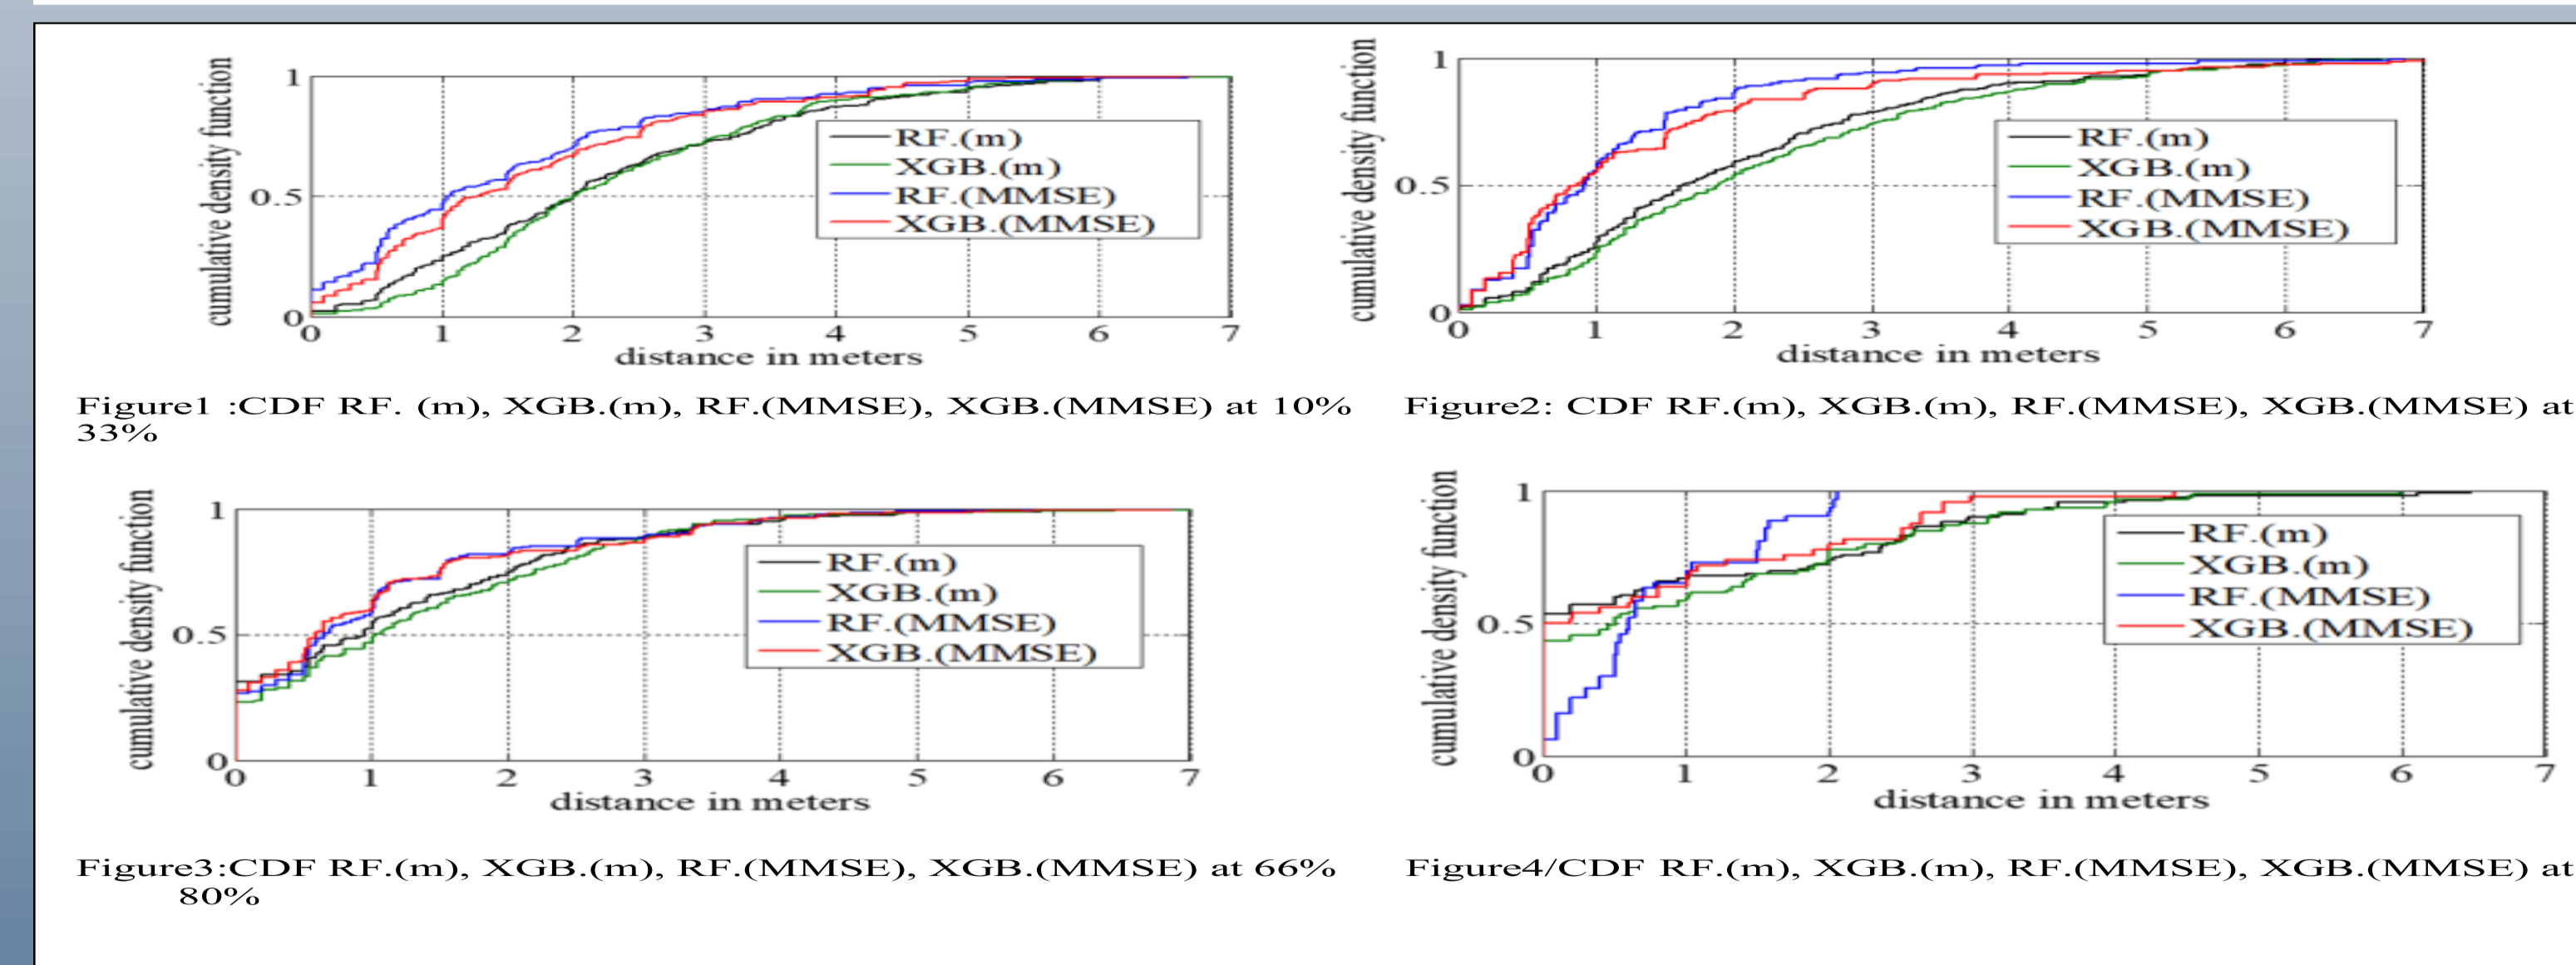 cumulative density function
1
0.5
0
0 1 2 3 4 5 6 7
distance in meters
RF.(m)
XGB.(m)
RF.(MMSE)
XGB.(MMSE)
cumulative density function
1
0.5
0
0 1 2 3 4 5 6 7
distance in meters
RF.(m)
XGB.(m)
RF.(MMSE)
XGB.(MMSE)
Figure1 :CDF RF. (m), XGB.(m), RF.(MMSE), XGB.(MMSE) at 10% Figure2: CDF RF.(m), XGB.(m), RF.(MMSE), XGB.(MMSE) at
33%
cumulative density function
1
0.5
0
0 1 2 3 4 5 6 7
distance in meters
RF.(m)
XGB.(m)
RF.(MMSE)
XGB.(MMSE)
cumulative density function
1
0.5
0
0 1 2 3 4 5 6 7
distance in meters
RF.(m)
XGB.(m)
RF.(MMSE)
XGB.(MMSE)
Figure3:CDF RF.(m), XGB.(m), RF.(MMSE), XGB.(MMSE) at 66% Figure4/CDF RF.(m), XGB.(m), RF.(MMSE), XGB.(MMSE) at
80%